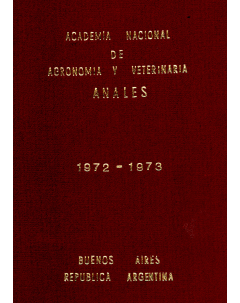 ACADEMIA NACIONAL
DE
AGRONOMIA Y VETERINARIA
ANALES
1972 - 1973
BUENOS AIRES
REPUBLICA ARGENTINA